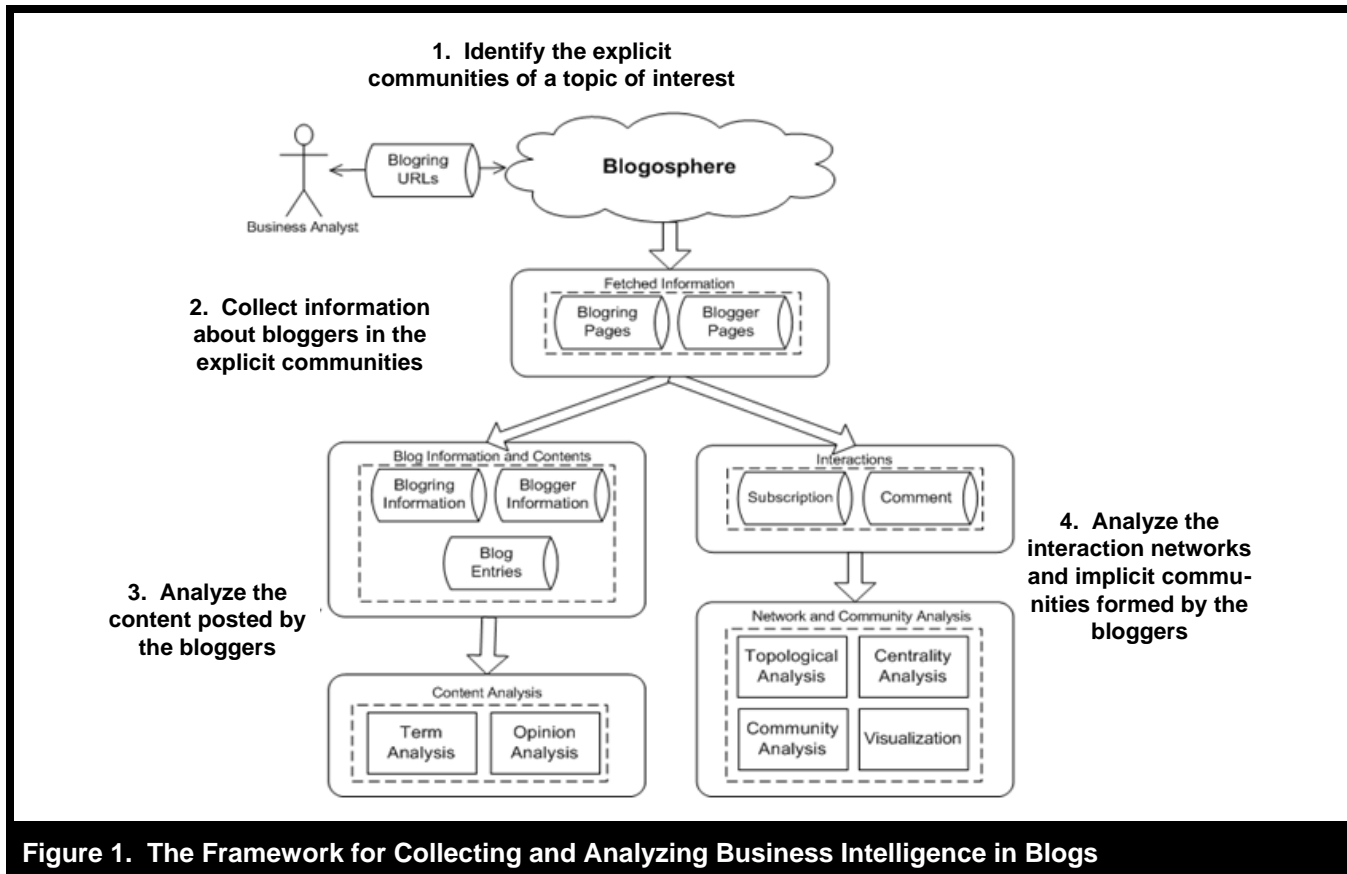 1. Identify the explicit
communities of a topic of interest
Blogring
URLs
Blogosphere
Business Analyst
Fetched Information
Blogring
Pages
Blogger
Pages
2. Collect information
about bloggers in the
explicit communities
Blog Information and Contents
Blogring
Information
Blogger
Information
Blog
Entries
Interactions
Subscription
Comment
3. Analyze the
content posted by
the bloggers
4. Analyze the
interaction networks
and implicit commu-
nities formed by the
bloggers
Content Analysis
Term
Analysis
Opinion
Analysis
Network and Community Analysis
Topological
Analysis
Centrality
Analysis
Community
Analysis
Visualization
Figure 1. The Framework for Collecting and Analyzing Business Intelligence in Blogs